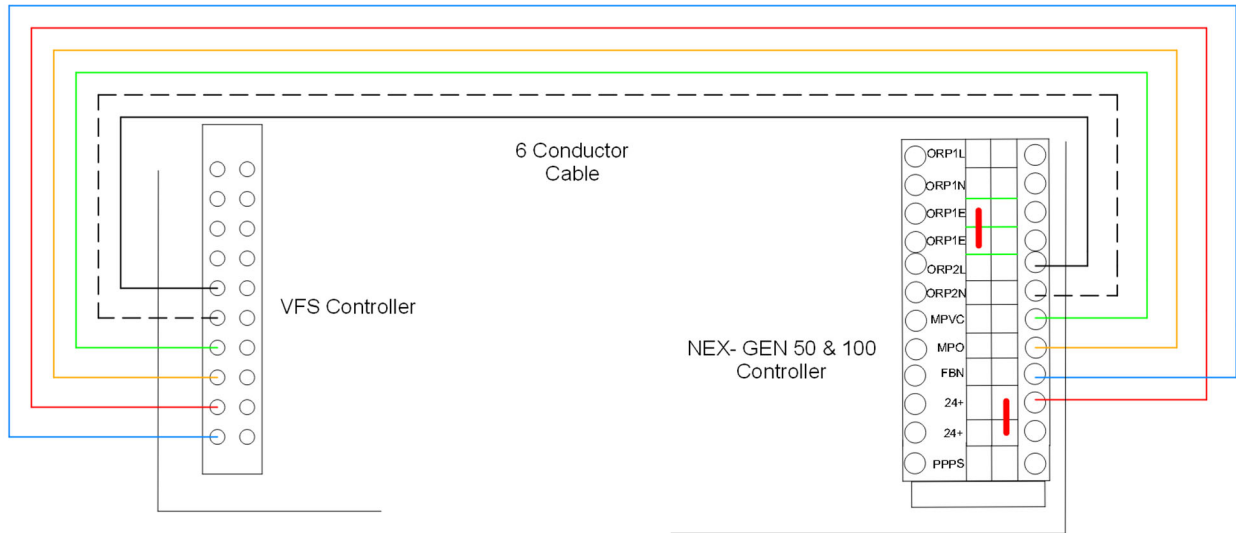 6 Conductor
Cable
VFS Controller
NEX- GEN 50 & 100
Controller
ORP1L
ORP1N
ORP1E
ORP1E
ORP2L
ORP2N
MPVC
MPO
FBN
24+
24+
PPPS